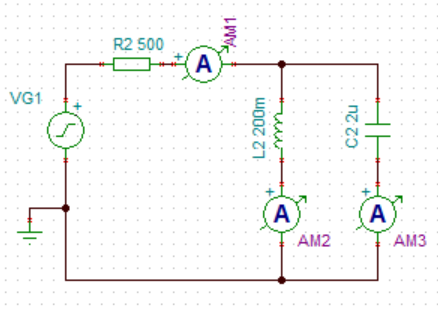 R2 500
AM1
A
VG1
+
+
L2 200m
C2 2u
+
A
AM2
+
A
AM3